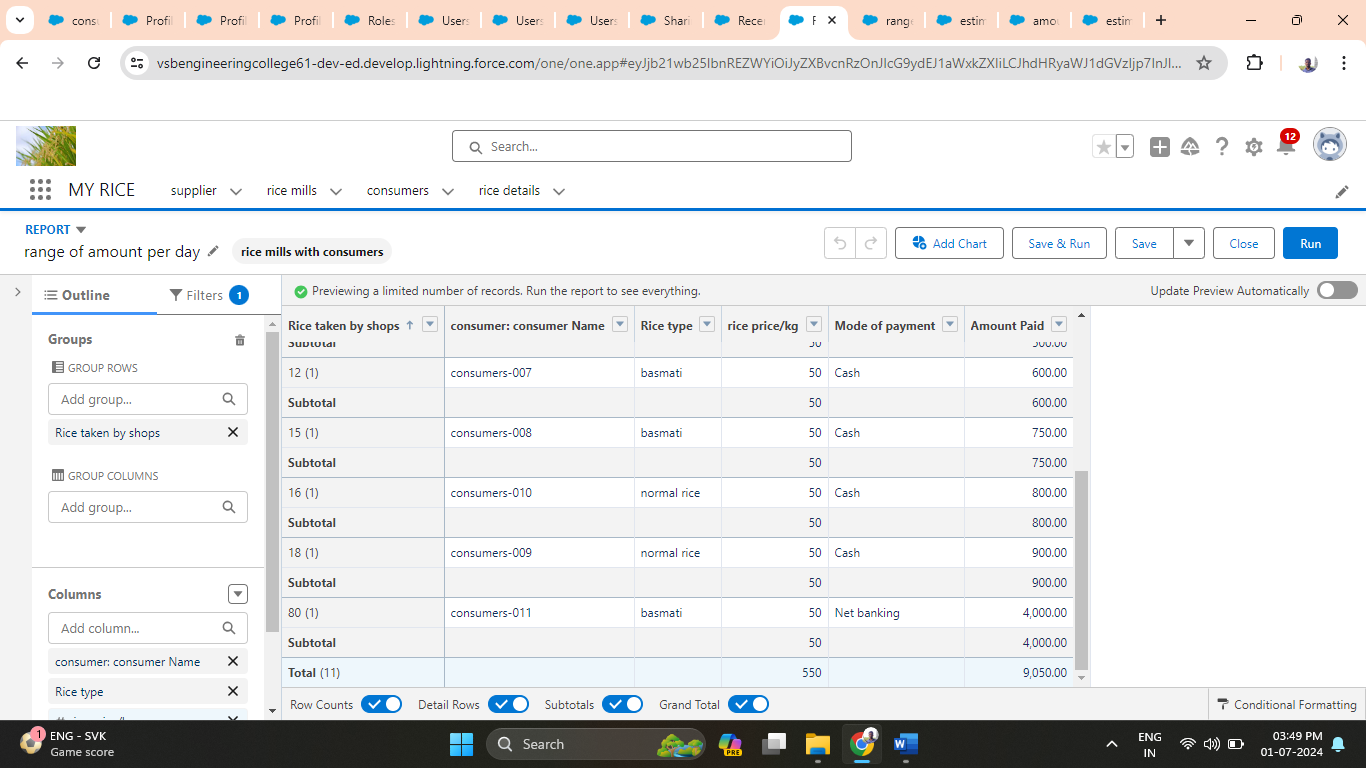 consu
Profil
Profil
Profil
Roles
Users
Users
Users
Shari
Recen
F
range
estim
amou
estim
vsbengineeringcollege61-dev-ed.develop.lightning.force.com/one/one.app#eyJjb21wb25lbnREZWYiOiJyZXBvcnRzOnJlcG9ydEJ1aWxkZXIiLCJhdHRyaWJ1dGVzIjp7InJl...
Search...
12
MY RICE
supplier
rice mills
consumers
rice details
REPORT
range of amount per day
rice mills with consumers
Add Chart
Save & Run
Save
Close
Run
Outline
Filters
1
Previewing a limited number of records. Run the report to see everything.
Update Preview Automatically
Groups
GROUP ROWS
Add group...
Rice taken by shops
GROUP COLUMNS
Add group...
Columns
Add column...
consumer: consumer Name
Rice type
Rice taken by shops consumer: consumer Name Rice type rice price/kg Mode of payment Amount Paid
Subtotal 50 500.00
12 (1) consumers-007 basmati 50 Cash 600.00
Subtotal 50 600.00
15 (1) consumers-008 basmati 50 Cash 750.00
Subtotal 50 750.00
16 (1) consumers-010 normal rice 50 Cash 800.00
Subtotal 50 800.00
18 (1) consumers-009 normal rice 50 Cash 900.00
Subtotal 50 900.00
80 (1) consumers-011 basmati 50 Net banking 4,000.00
Subtotal 50 4,000.00
Total (11) 550 9,050.00
Row Counts
Detail Rows
Subtotals
Grand Total
Conditional Formatting
1
ENG - SVK
Game score
Search
PRE
ENG
IN
03:49 PM
01-07-2024